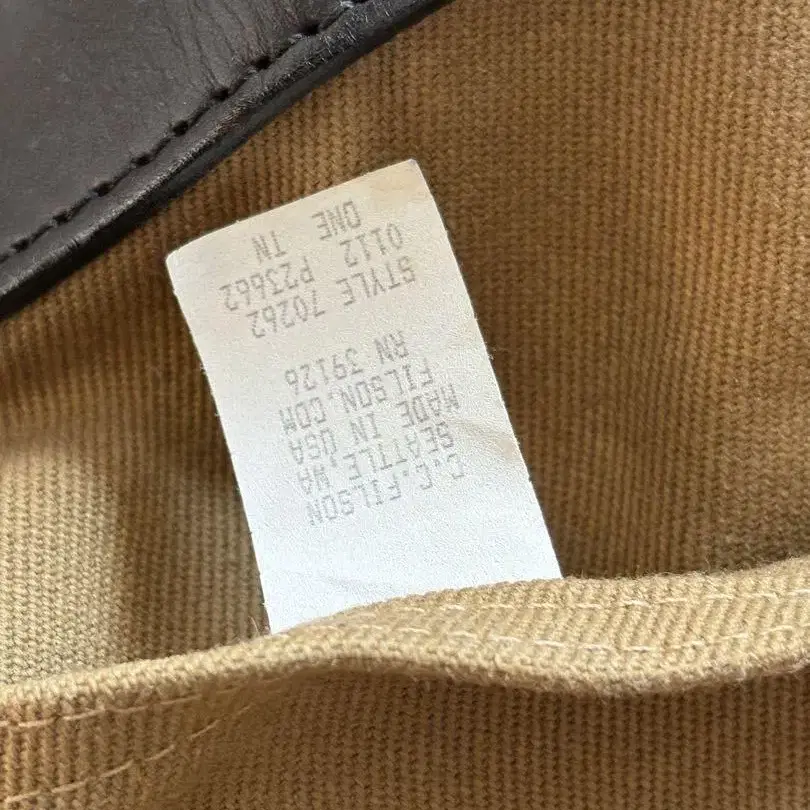 C.C.FILSON
SEATTLE, WA
MADE IN USA
FILSON.COM
RN 39126
STYLE 70262
0112 P23662
ONE TN